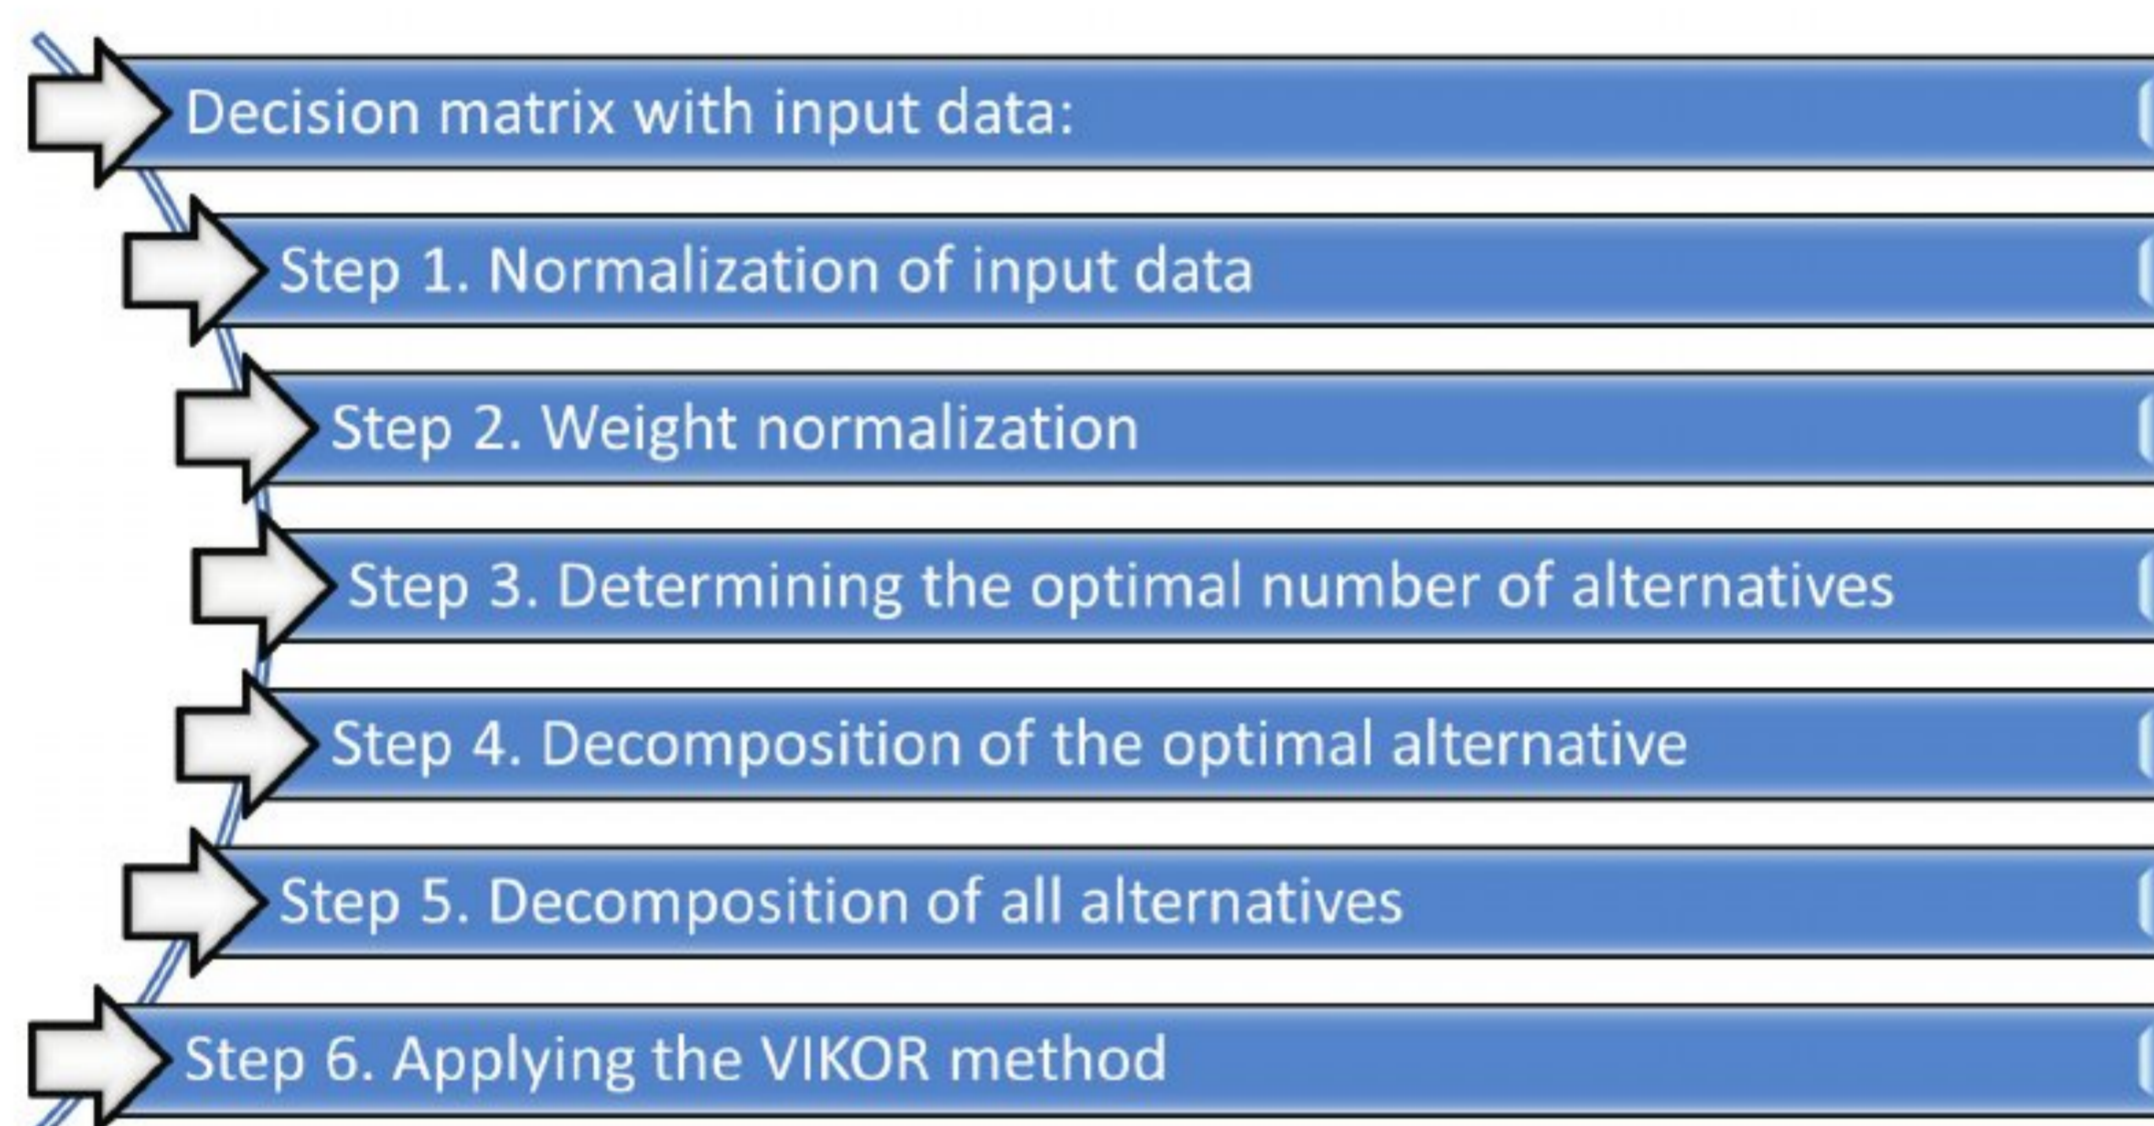 Decision matrix with input data:
Step 1. Normalization of input data
Step 2. Weight normalization
Step 3. Determining the optimal number of alternatives
Step 4. Decomposition of the optimal alternative
Step 5. Decomposition of all alternatives
Step 6. Applying the VIKOR method